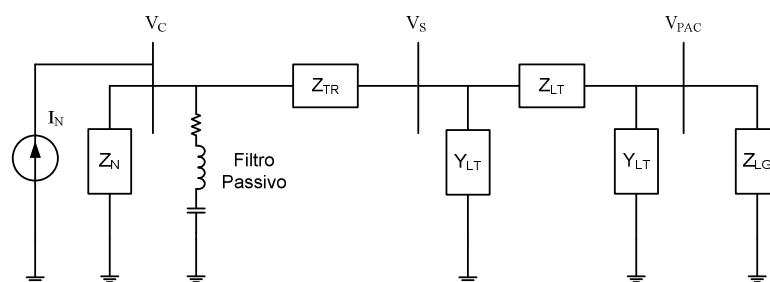 V_C
V_S
V_PAC
Z_TR
Z_LT
I_N
Z_N
Filtro
Passivo
Y_LT
Y_LT
Z_LG